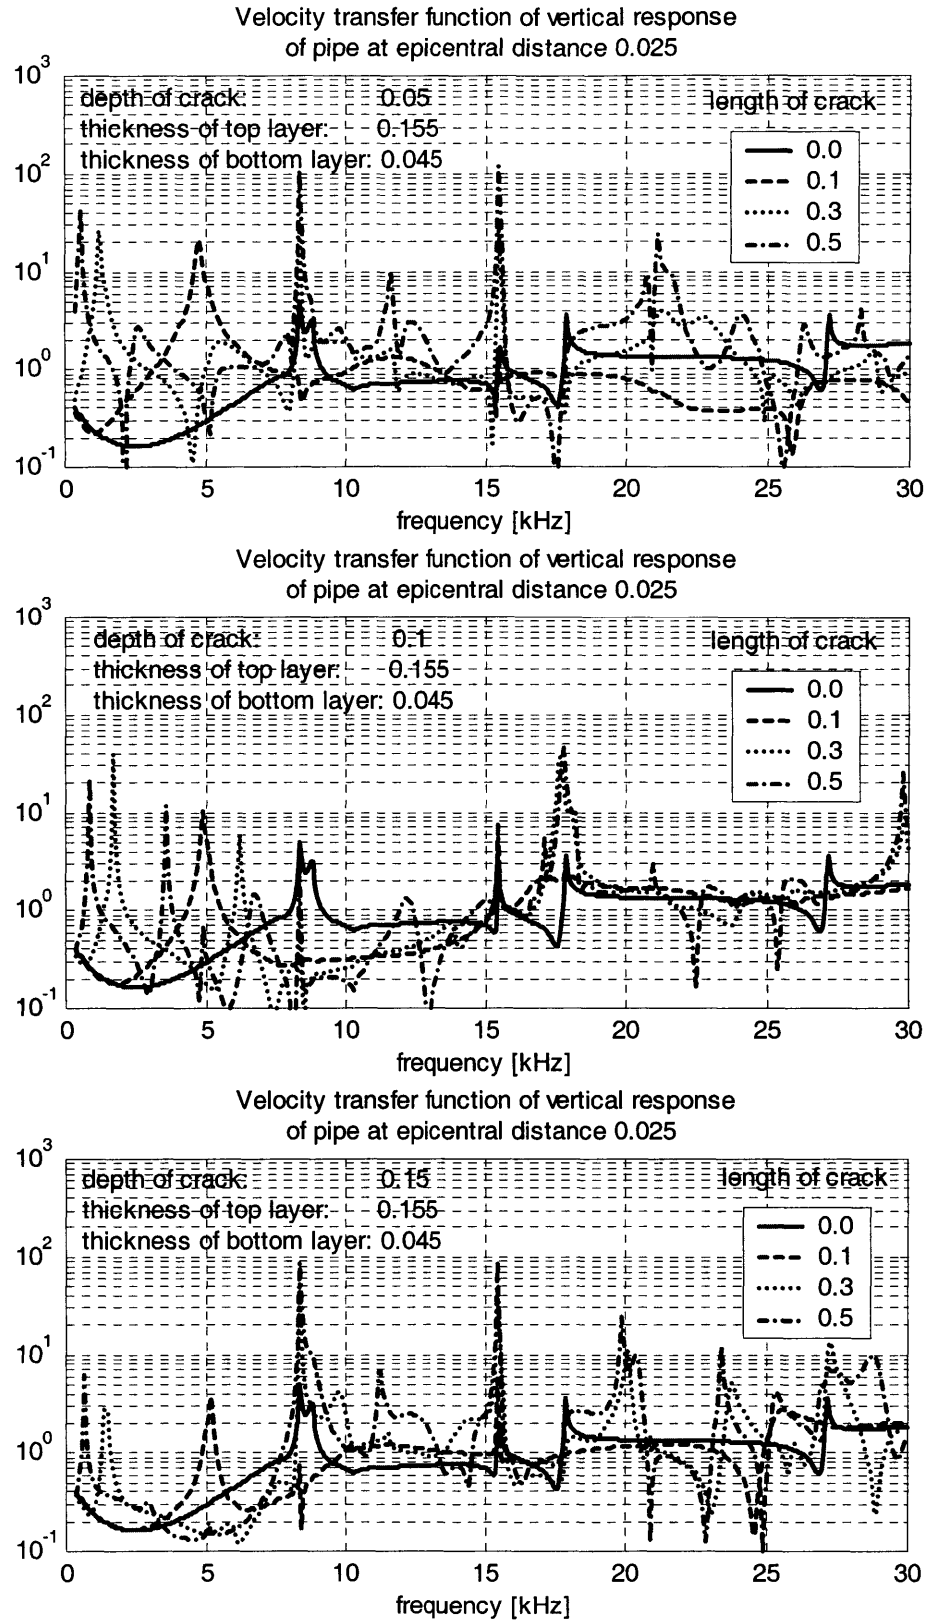 Velocity transfer function of vertical response
of pipe at epicentral distance 0.025
10^3
depth of crack: 0.05
length of crack
thickness of top layer: 0.155
thickness of bottom layer: 0.045
0.0
0.1
0.3
0.5
10^2
10^1
10^0
10^-1
0 5 10 15 20 25 30
frequency [kHz]
Velocity transfer function of vertical response
of pipe at epicentral distance 0.025
10^3
depth of crack: 0.1
length of crack
thickness of top layer: 0.155
thickness of bottom layer: 0.045
0.0
0.1
0.3
0.5
10^2
10^1
10^0
10^-1
0 5 10 15 20 25 30
frequency [kHz]
Velocity transfer function of vertical response
of pipe at epicentral distance 0.025
10^3
depth of crack: 0.15
length of crack
thickness of top layer: 0.155
thickness of bottom layer: 0.045
0.0
0.1
0.3
0.5
10^2
10^1
10^0
10^-1
0 5 10 15 20 25 30
frequency [kHz]